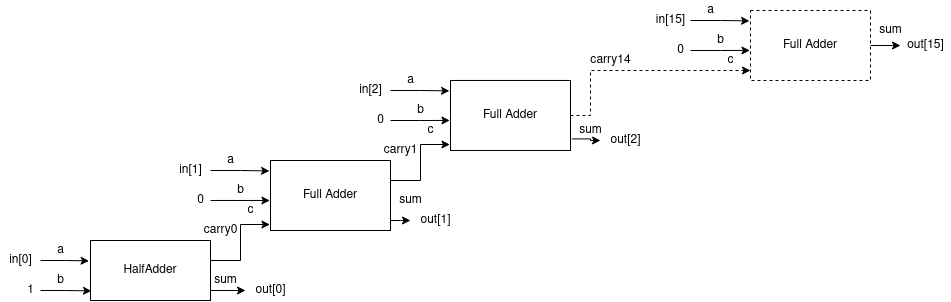 in[15]
a
0
b
c
Full Adder
sum
out[15]
carry14
in[2]
a
0
b
c
Full Adder
sum
out[2]
carry1
in[1]
a
0
b
c
Full Adder
sum
out[1]
carry0
in[0]
a
1
b
HalfAdder
sum
out[0]